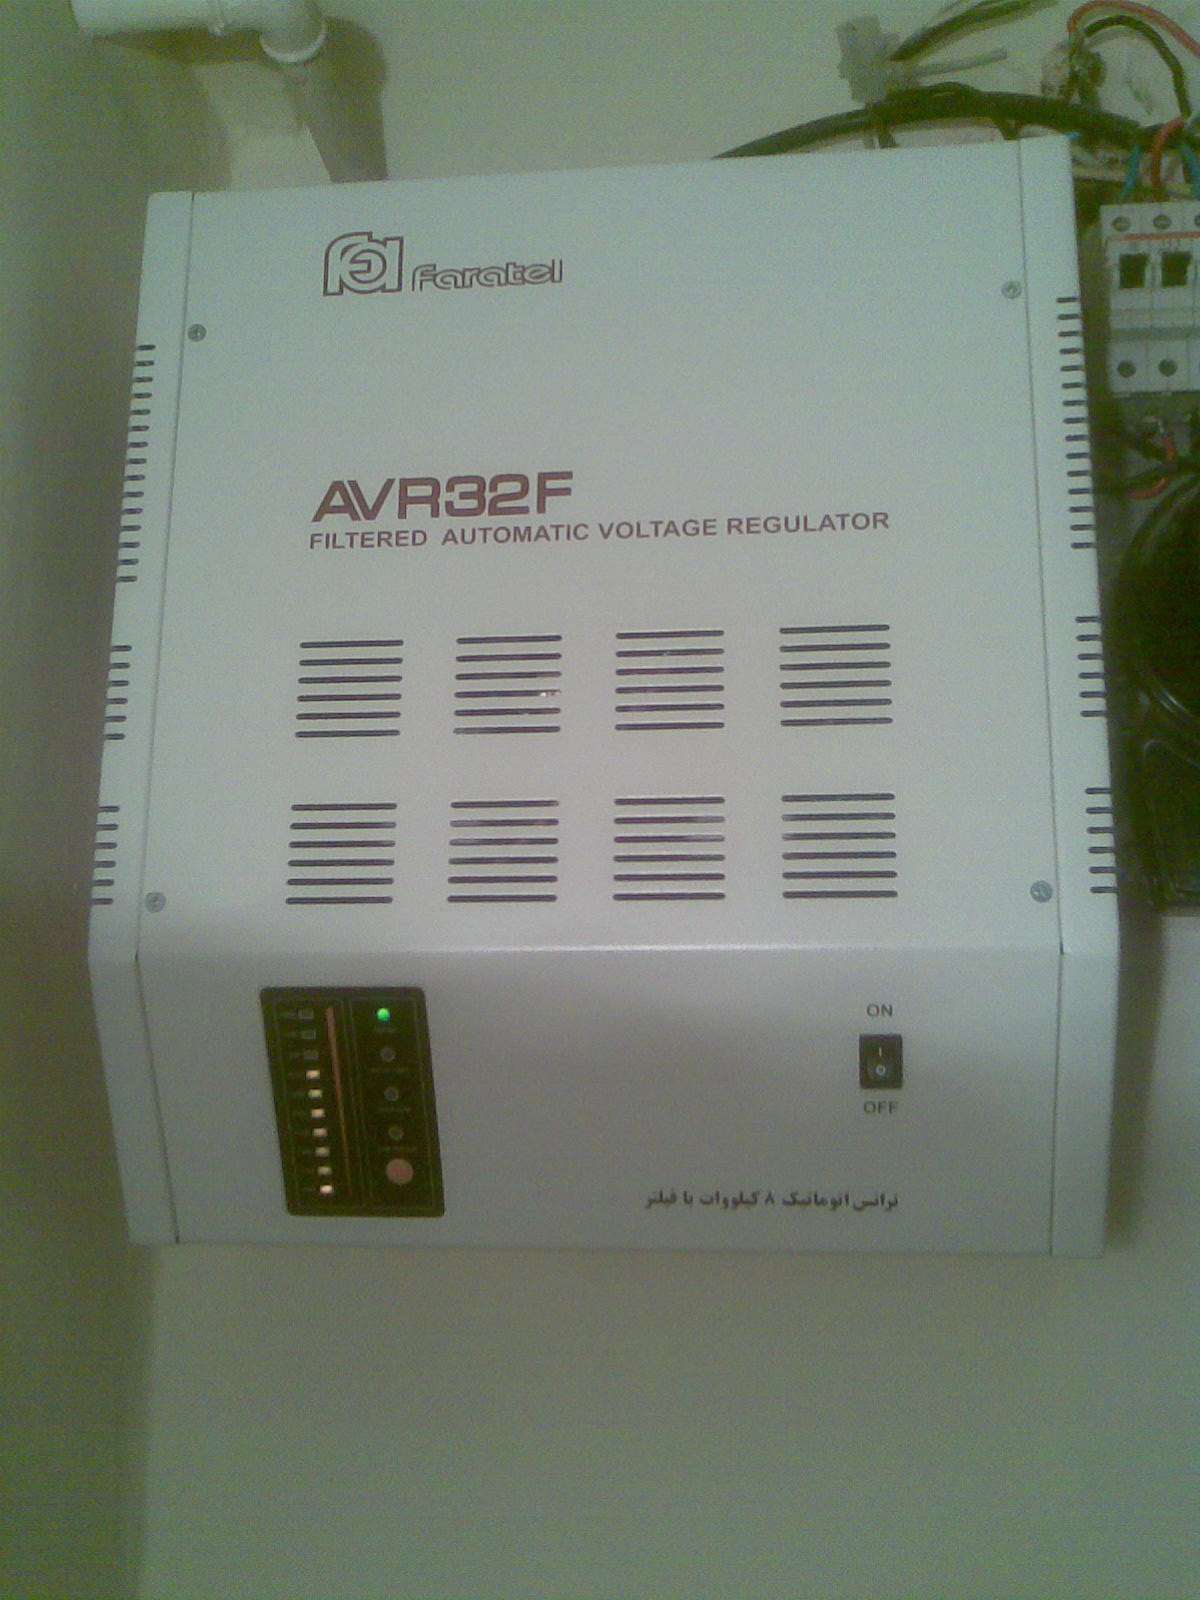 Faratel
AVR32F
FILTERED AUTOMATIC VOLTAGE REGULATOR
ON
I
O
OFF
ترانس اتوماتیک ۸ کیلووات با فیلتر